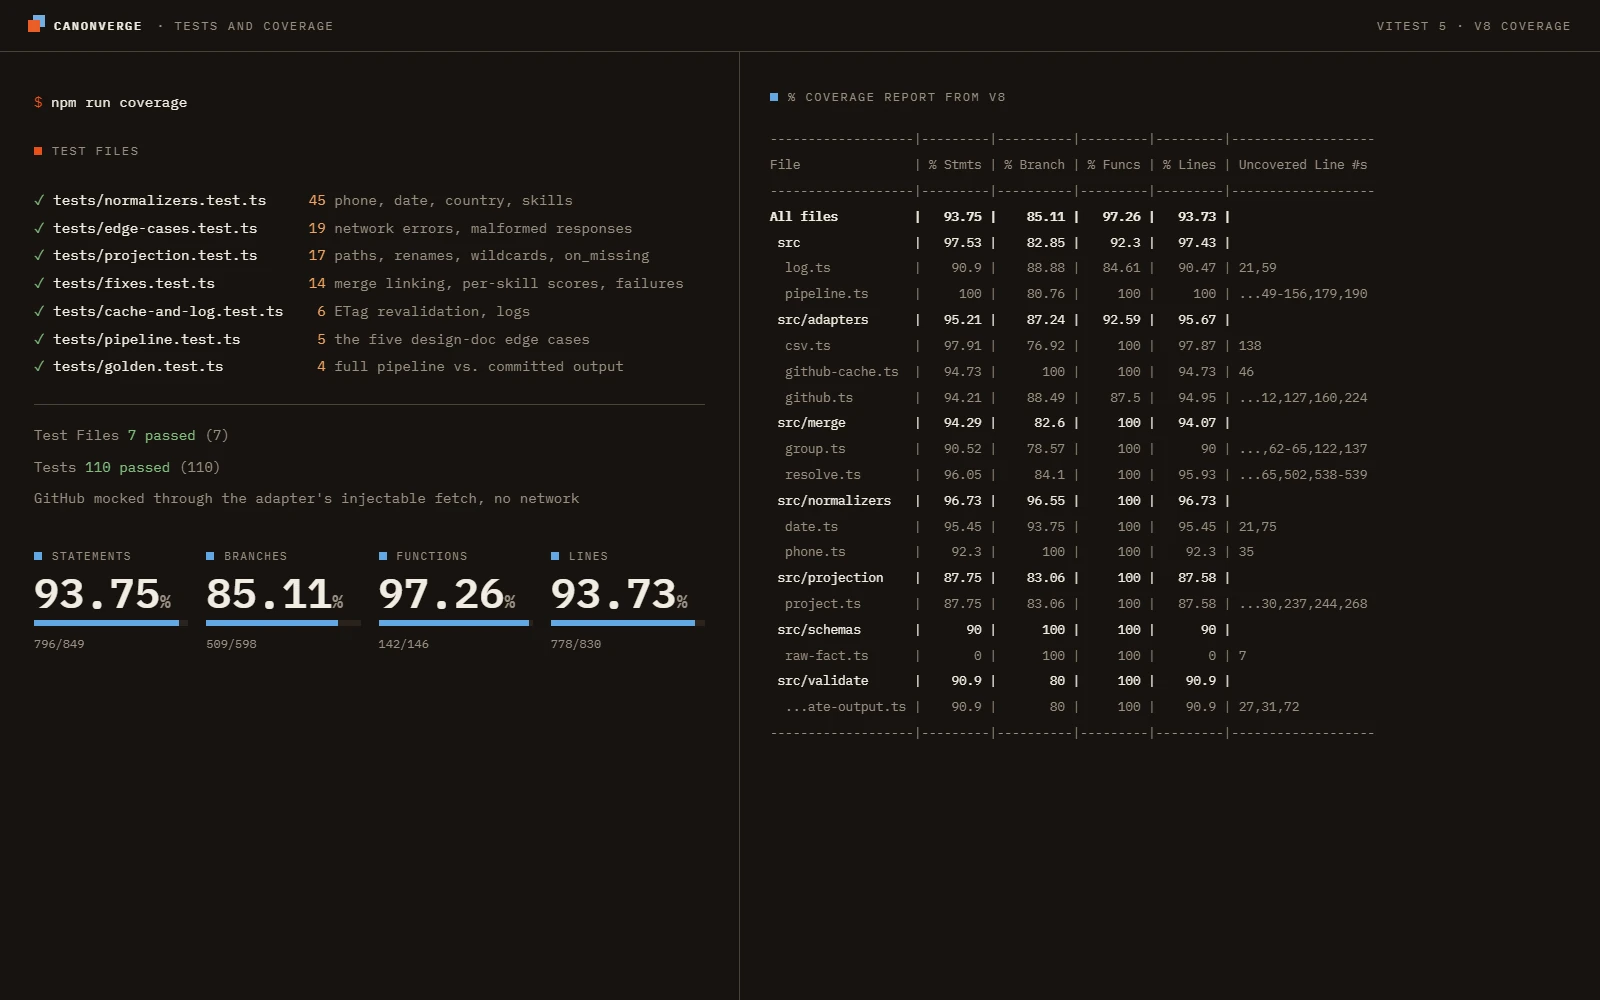 CANONVERGE · TESTS AND COVERAGE
VITEST 5 · V8 COVERAGE
$ npm run coverage
TEST FILES
✓ tests/normalizers.test.ts 45 phone, date, country, skills
✓ tests/edge-cases.test.ts 19 network errors, malformed responses
✓ tests/projection.test.ts 17 paths, renames, wildcards, on_missing
✓ tests/fixes.test.ts 14 merge linking, per-skill scores, failures
✓ tests/cache-and-log.test.ts 6 ETag revalidation, logs
✓ tests/pipeline.test.ts 5 the five design-doc edge cases
✓ tests/golden.test.ts 4 full pipeline vs. committed output
Test Files 7 passed (7)
Tests 110 passed (110)
GitHub mocked through the adapter's injectable fetch, no network
STATEMENTS BRANCHES FUNCTIONS LINES
93.75% 85.11% 97.26% 93.73%
796/849 509/598 142/146 778/830
% COVERAGE REPORT FROM V8
-------------------|---------|----------|---------|---------|-------------------
File               | % Stmts | % Branch | % Funcs | % Lines | Uncovered Line #s
-------------------|---------|----------|---------|---------|-------------------
All files          |   93.75 |    85.11 |   97.26 |   93.73 |
 src               |   97.53 |    82.85 |    92.3 |   97.43 |
  log.ts           |    90.9 |    88.88 |   84.61 |   90.47 | 21,59
  pipeline.ts      |     100 |    80.76 |     100 |     100 | ...49-156,179,190
 src/adapters      |   95.21 |    87.24 |   92.59 |   95.67 |
  csv.ts           |   97.91 |    76.92 |     100 |   97.87 | 138
  github-cache.ts  |   94.73 |      100 |     100 |   94.73 | 46
  github.ts        |   94.21 |    88.49 |    87.5 |   94.95 | ...12,127,160,224
 src/merge         |   94.29 |     82.6 |     100 |   94.07 |
  group.ts         |   90.52 |    78.57 |     100 |      90 | ...,62-65,122,137
  resolve.ts       |   96.05 |     84.1 |     100 |   95.93 | ...65,502,538-539
 src/normalizers   |   96.73 |    96.55 |     100 |   96.73 |
  date.ts          |   95.45 |    93.75 |     100 |   95.45 | 21,75
  phone.ts         |    92.3 |      100 |     100 |    92.3 | 35
 src/projection    |   87.75 |    83.06 |     100 |   87.58 |
  project.ts       |   87.75 |    83.06 |     100 |   87.58 | ...30,237,244,268
 src/schemas       |      90 |      100 |     100 |      90 |
  raw-fact.ts      |       0 |      100 |     100 |       0 | 7
 src/validate      |    90.9 |       80 |     100 |    90.9 |
  ...ate-output.ts |    90.9 |       80 |     100 |    90.9 | 27,31,72
-------------------|---------|----------|---------|---------|-------------------